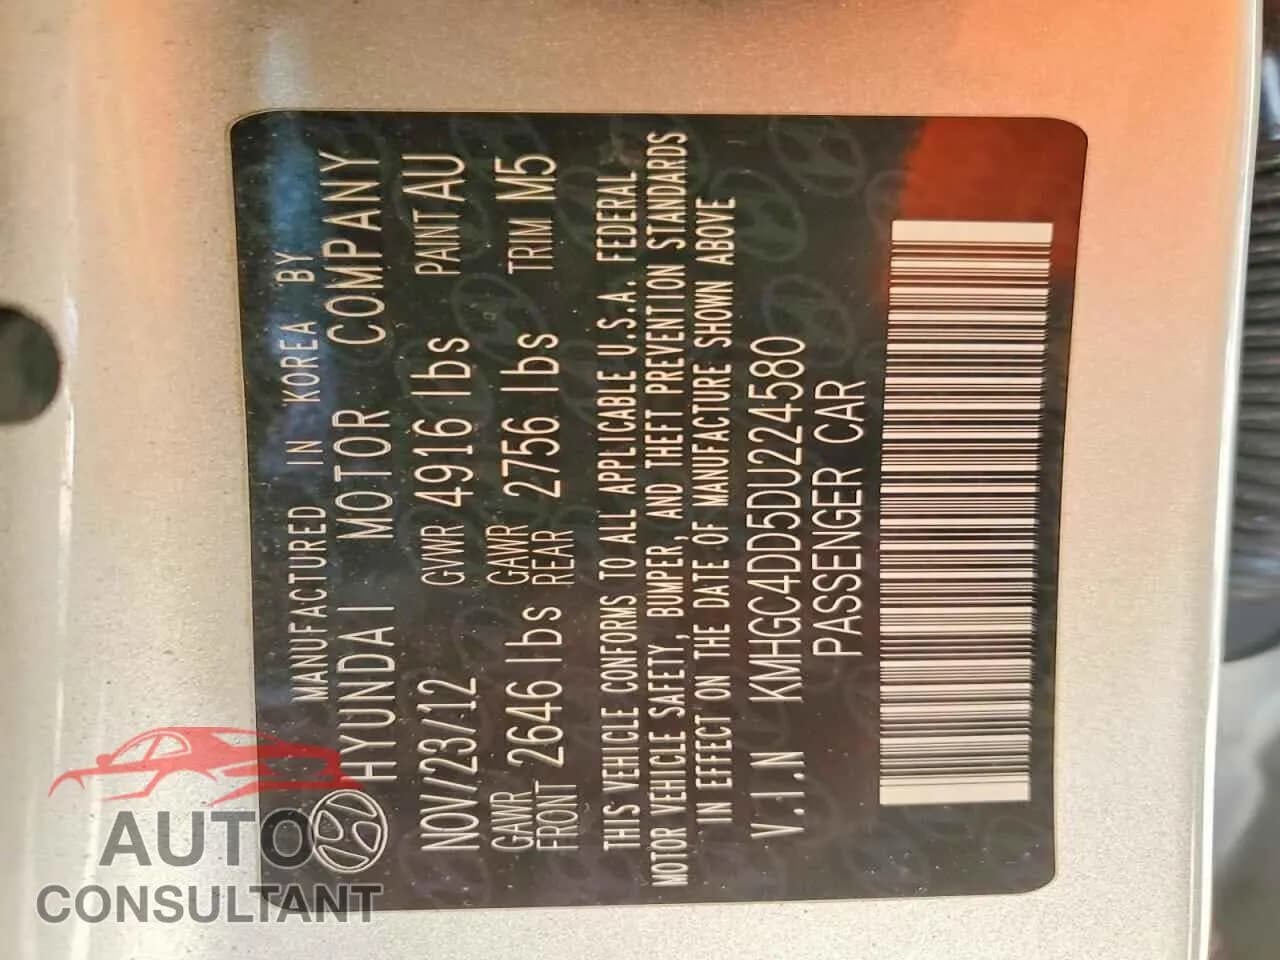 MANUFACTURED IN KOREA BY
HYUNDAI MOTOR COMPANY
NOV/23/12 GVWR 4916 lbs PAINT AU
GAWR FRONT 2646 lbs GAWR REAR 2756 lbs TRIM M5
THIS VEHICLE CONFORMS TO ALL APPLICABLE U.S.A. FEDERAL
MOTOR VEHICLE SAFETY, BUMPER, AND THEFT PREVENTION STANDARDS
IN EFFECT ON THE DATE OF MANUFACTURE SHOWN ABOVE
V.I.N KMHGC4DD5DU224580
PASSENGER CAR
AUTO
CONSULTANT